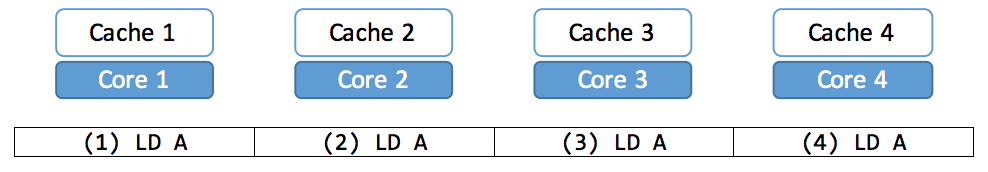 Cache 1 Cache 2 Cache 3 Cache 4
Core 1 Core 2 Core 3 Core 4
(1) LD A (2) LD A (3) LD A (4) LD A